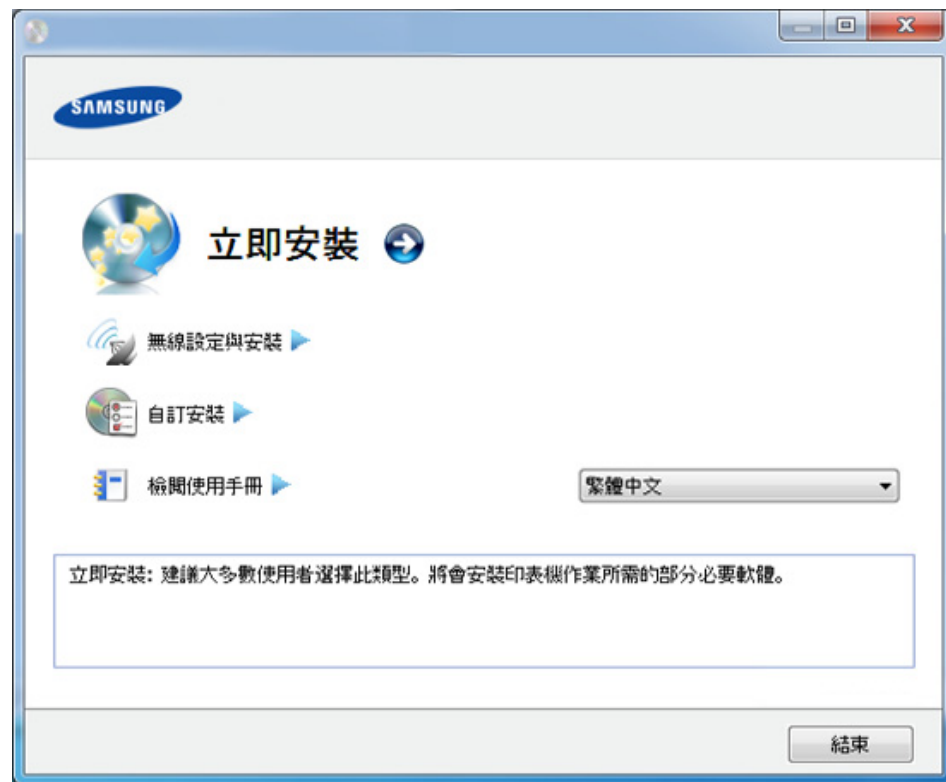 SAMSUNG
立即安裝
無線設定與安裝
自訂安裝
檢閱使用手冊
繁體中文
立即安裝: 建議大多數使用者選擇此類型。將會安裝印表機作業所需的部分必要軟體。
結束